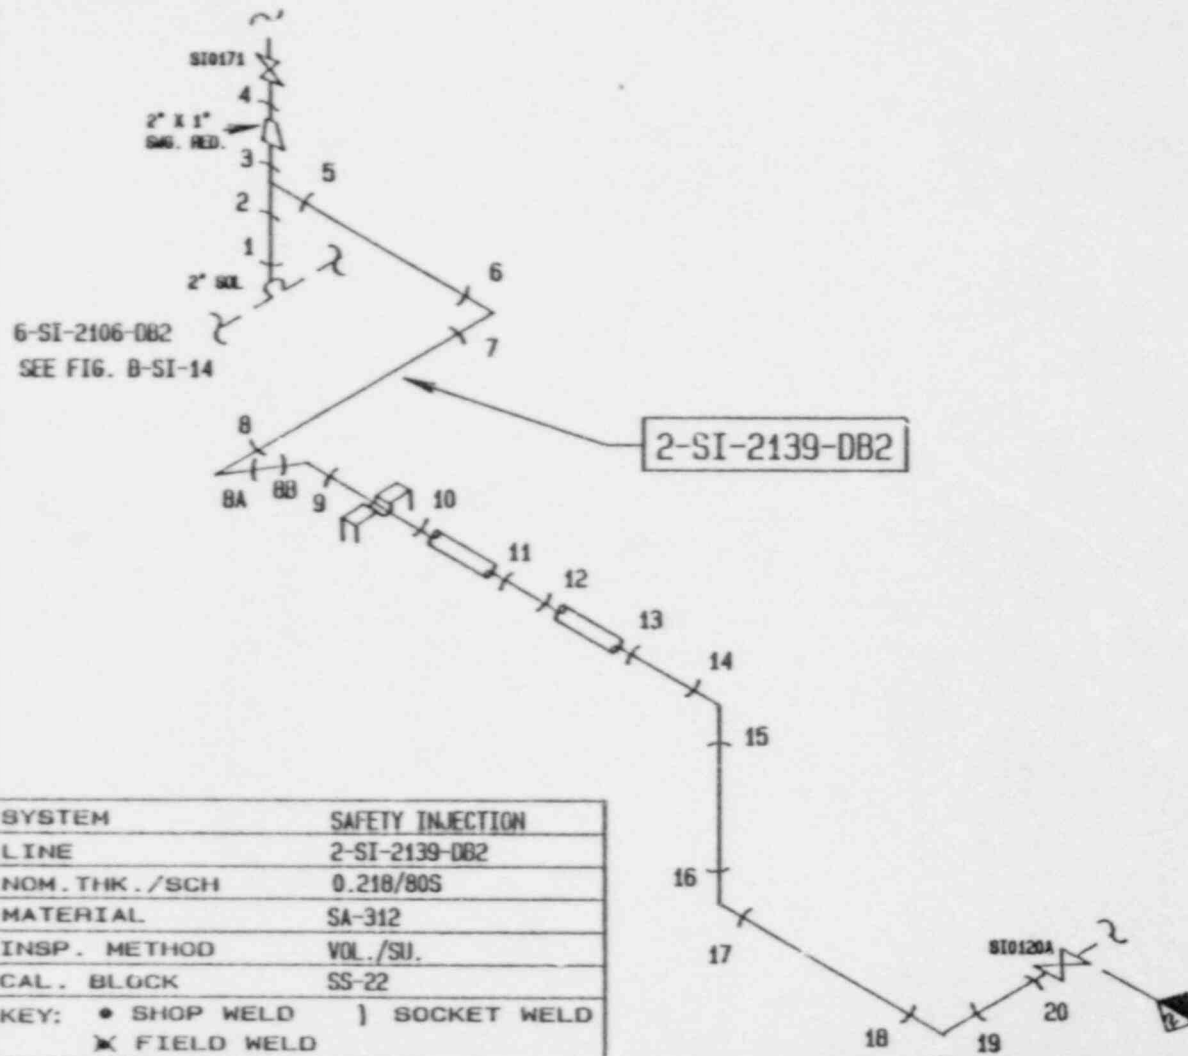 SI0171
4
2" X 1"
SWG. RED.
3
5
2
1
2" SOL
6
6-SI-2106-DB2
SEE FIG. B-SI-14
7
8
2-SI-2139-DB2
8A
8B
9
10
11
12
13
14
15
16
17
SI0120A
18
19
20
SYSTEM SAFETY INJECTION
LINE 2-SI-2139-DB2
NOM.THK./SCH 0.218/80S
MATERIAL SA-312
INSP. METHOD VOL./SU.
CAL. BLOCK SS-22
KEY: • SHOP WELD ) SOCKET WELD
FIELD WELD